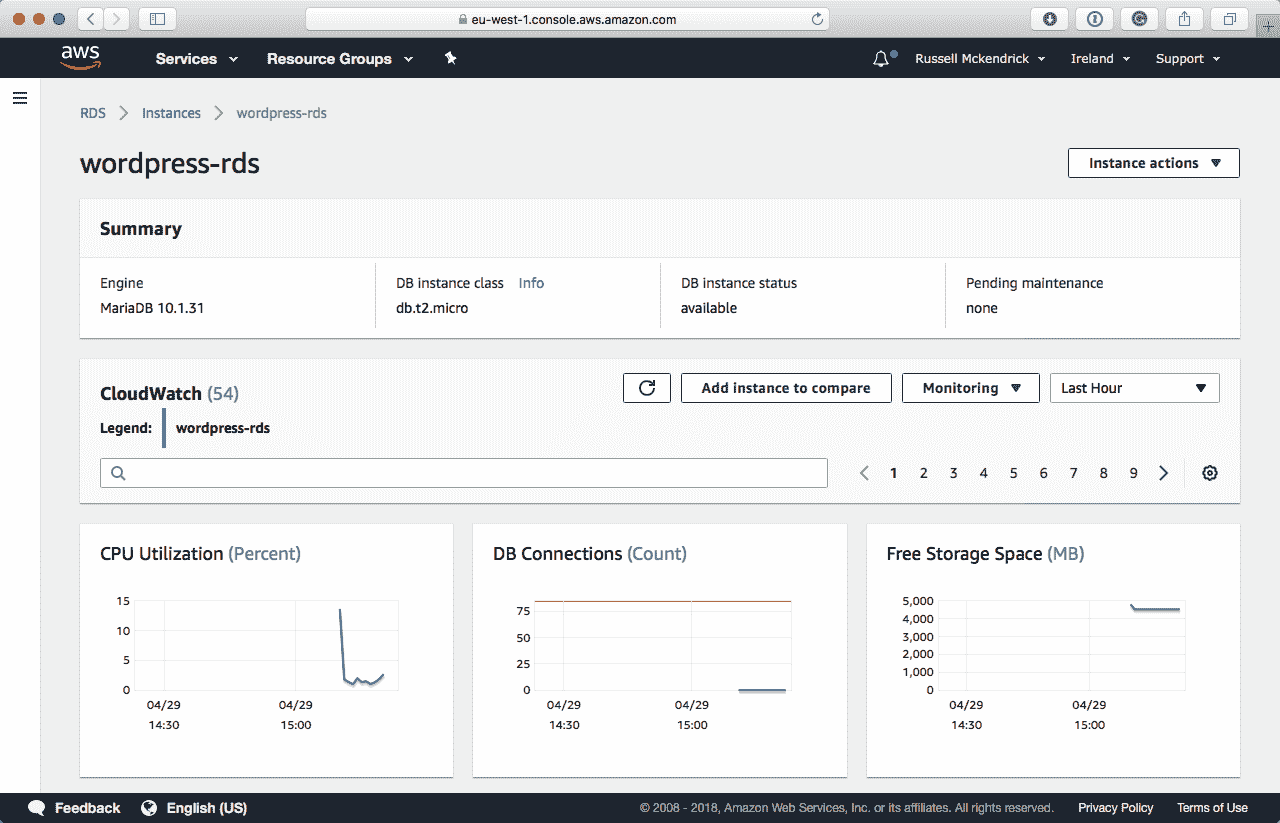 eu-west-1.console.aws.amazon.com
aws Services Resource Groups Russell Mckendrick Ireland Support
RDS Instances wordpress-rds
wordpress-rds
Instance actions
Summary
Engine DB instance class Info DB instance status Pending maintenance
MariaDB 10.1.31 db.t2.micro available none
CloudWatch (54) Add instance to compare Monitoring Last Hour
Legend: wordpress-rds
1 2 3 4 5 6 7 8 9
CPU Utilization (Percent)
15
10
5
0
04/29 04/29
14:30 15:00
DB Connections (Count)
75
50
25
0
04/29 04/29
14:30 15:00
Free Storage Space (MB)
5,000
4,000
3,000
2,000
1,000
0
04/29 04/29
14:30 15:00
Feedback English (US) © 2008 - 2018, Amazon Web Services, Inc. or its affiliates. All rights reserved. Privacy Policy Terms of Use